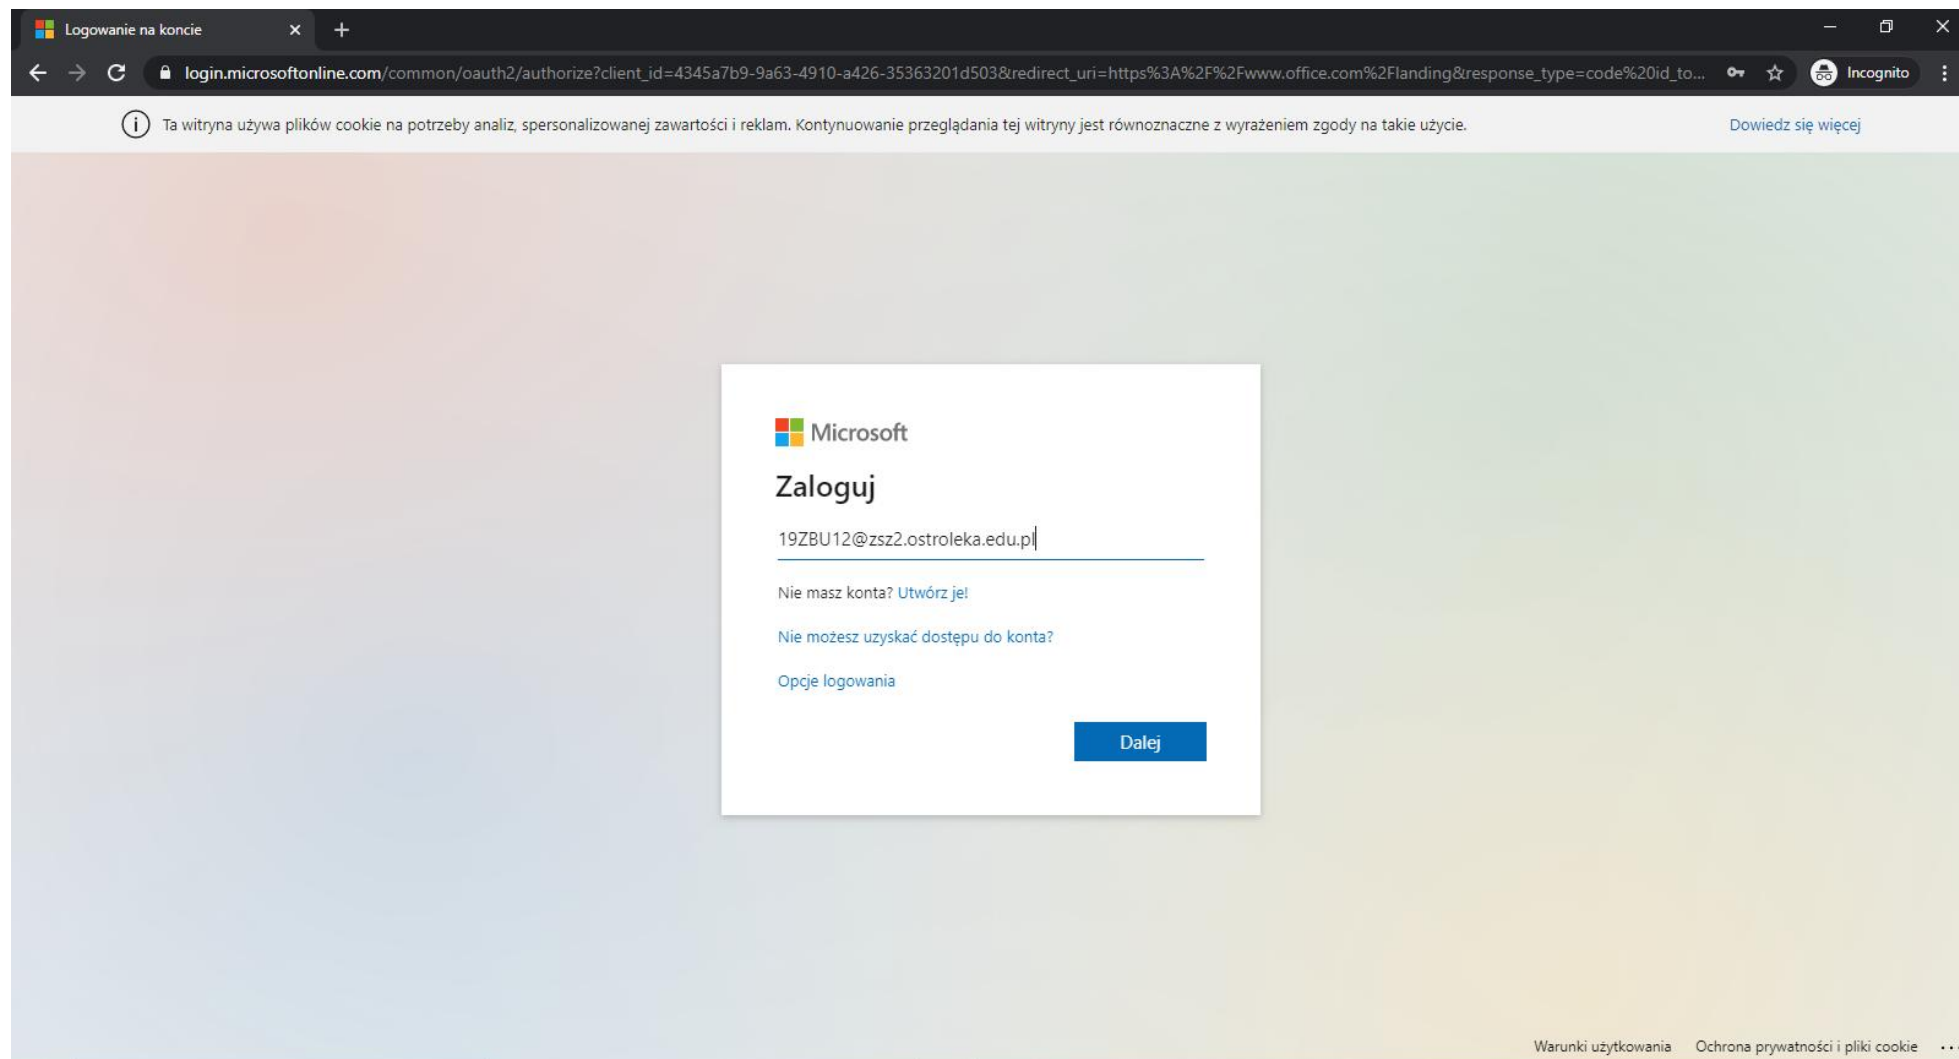 Logowanie na koncie
login.microsoftonline.com/common/oauth2/authorize?client_id=4345a7b9-9a63-4910-a426-35363201d503&redirect_uri=https%3A%2F%2Fwww.office.com%2Flanding&response_type=code%20id_to... Incognito
Ta witryna używa plików cookie na potrzeby analiz, spersonalizowanej zawartości i reklam. Kontynuowanie przeglądania tej witryny jest równoznaczne z wyrażeniem zgody na takie użycie. Dowiedz się więcej
Microsoft
Zaloguj
19ZBU12@zsz2.ostroleka.edu.pl
Nie masz konta? Utwórz je!
Nie możesz uzyskać dostępu do konta?
Opcje logowania
Dalej
Warunki użytkowania Ochrona prywatności i pliki cookie